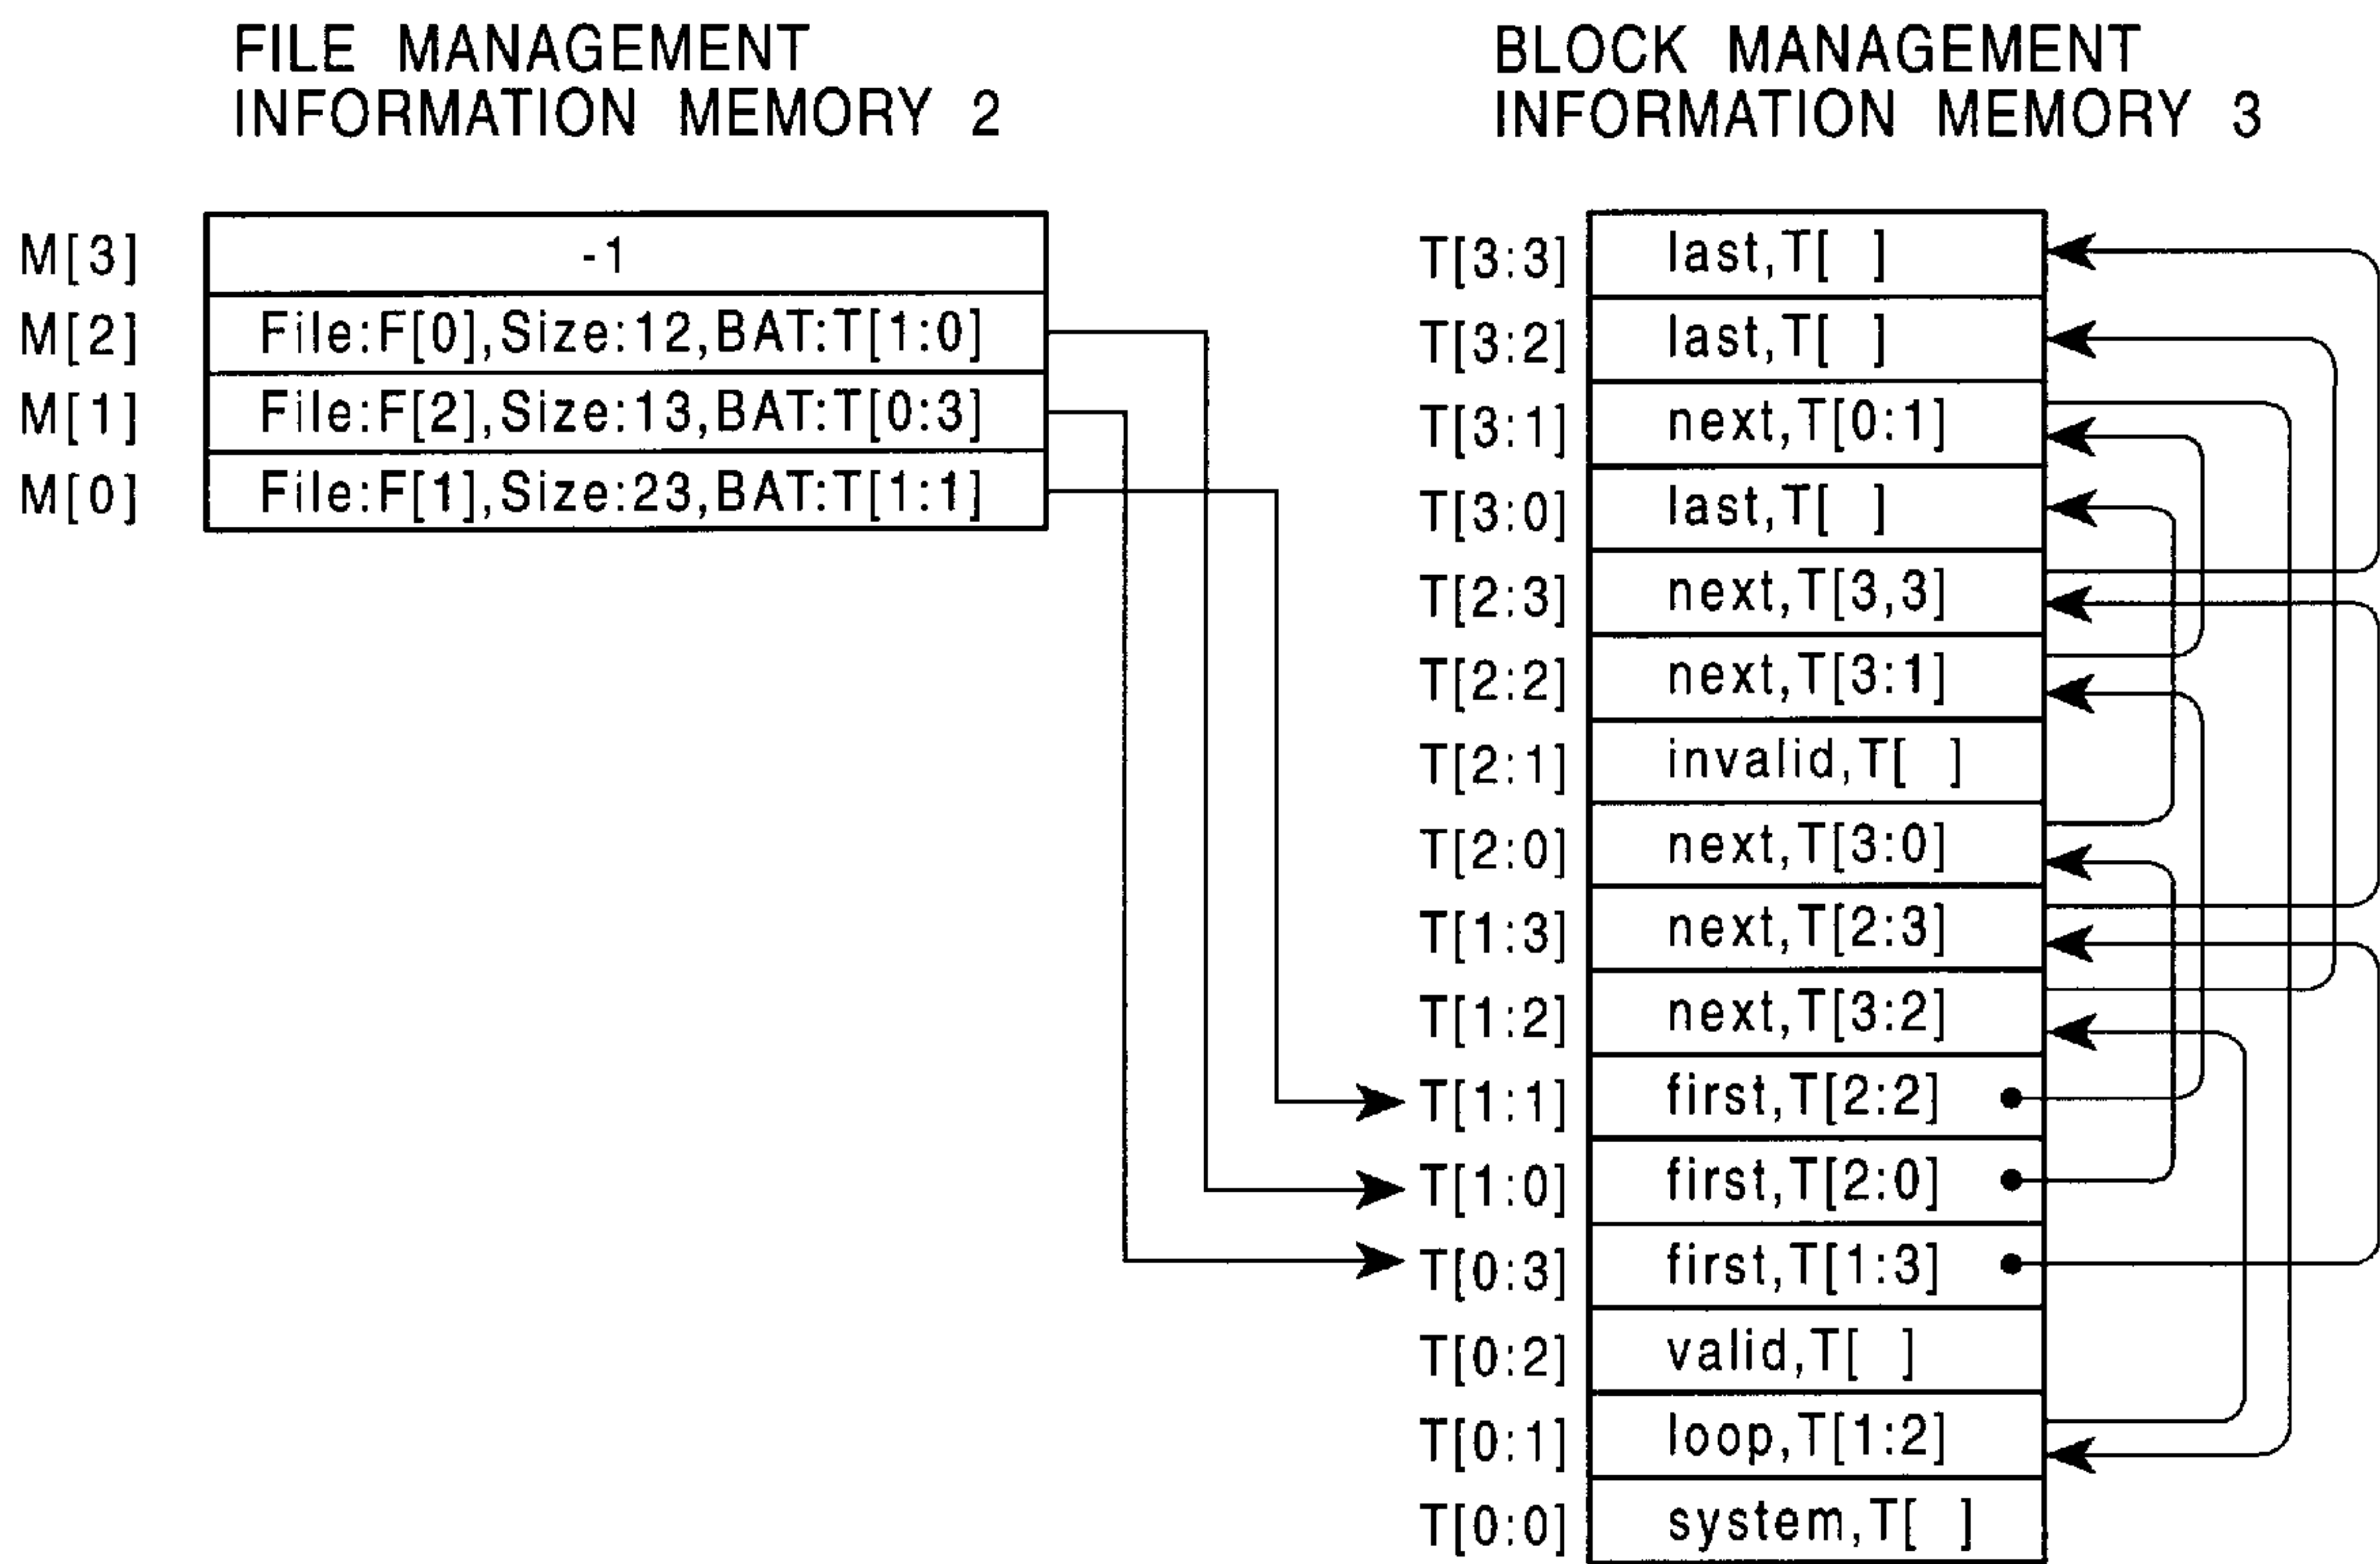 FILE MANAGEMENT
INFORMATION MEMORY 2
M[3] -1
M[2] File:F[0],Size:12,BAT:T[1:0]
M[1] File:F[2],Size:13,BAT:T[0:3]
M[0] File:F[1],Size:23,BAT:T[1:1]
BLOCK MANAGEMENT
INFORMATION MEMORY 3
T[3:3] last,T[ ]
T[3:2] last,T[ ]
T[3:1] next,T[0:1]
T[3:0] last,T[ ]
T[2:3] next,T[3,3]
T[2:2] next,T[3:1]
T[2:1] invalid,T[ ]
T[2:0] next,T[3:0]
T[1:3] next,T[2:3]
T[1:2] next,T[3:2]
T[1:1] first,T[2:2]
T[1:0] first,T[2:0]
T[0:3] first,T[1:3]
T[0:2] valid,T[ ]
T[0:1] loop,T[1:2]
T[0:0] system,T[ ]